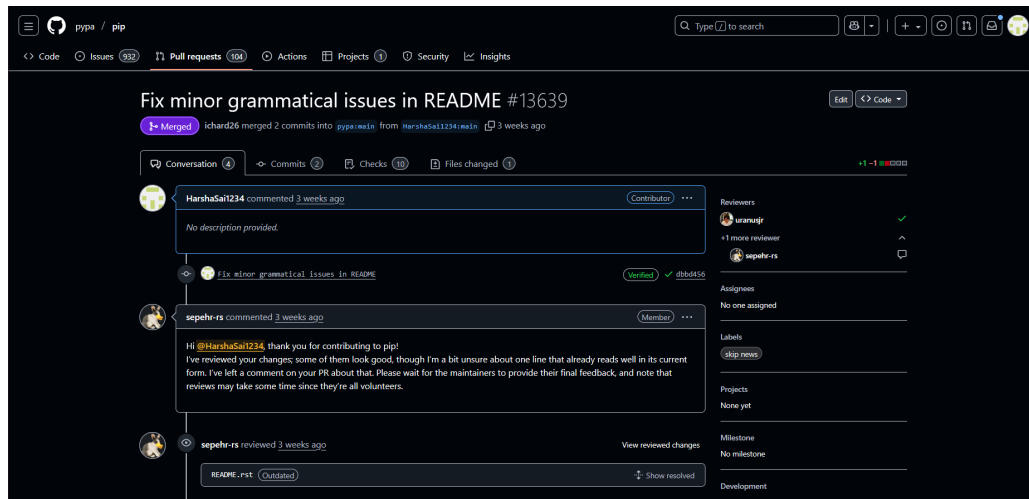 pypa / pip
Type / to search
Code
Issues 932
Pull requests 104
Actions
Projects 1
Security
Insights
Fix minor grammatical issues in README #13639
Edit
Code
Merged
ichard26 merged 2 commits into pypa:main from HarshaSai1234:main 3 weeks ago
Conversation 4
Commits 2
Checks 10
Files changed 1
+1 −1
HarshaSai1234 commented 3 weeks ago
Contributor
No description provided.
Fix minor grammatical issues in README
Verified
dbbd456
sepehr-rs commented 3 weeks ago
Member
Hi @HarshaSai1234, thank you for contributing to pip!
I've reviewed your changes; some of them look good, though I'm a bit unsure about one line that already reads well in its current
form. I've left a comment on your PR about that. Please wait for the maintainers to provide their final feedback, and note that
reviews may take some time since they're all volunteers.
sepehr-rs reviewed 3 weeks ago
View reviewed changes
README.rst Outdated
Show resolved
Reviewers
uranusjr
+1 more reviewer
sepehr-rs
Assignees
No one assigned
Labels
skip news
Projects
None yet
Milestone
No milestone
Development